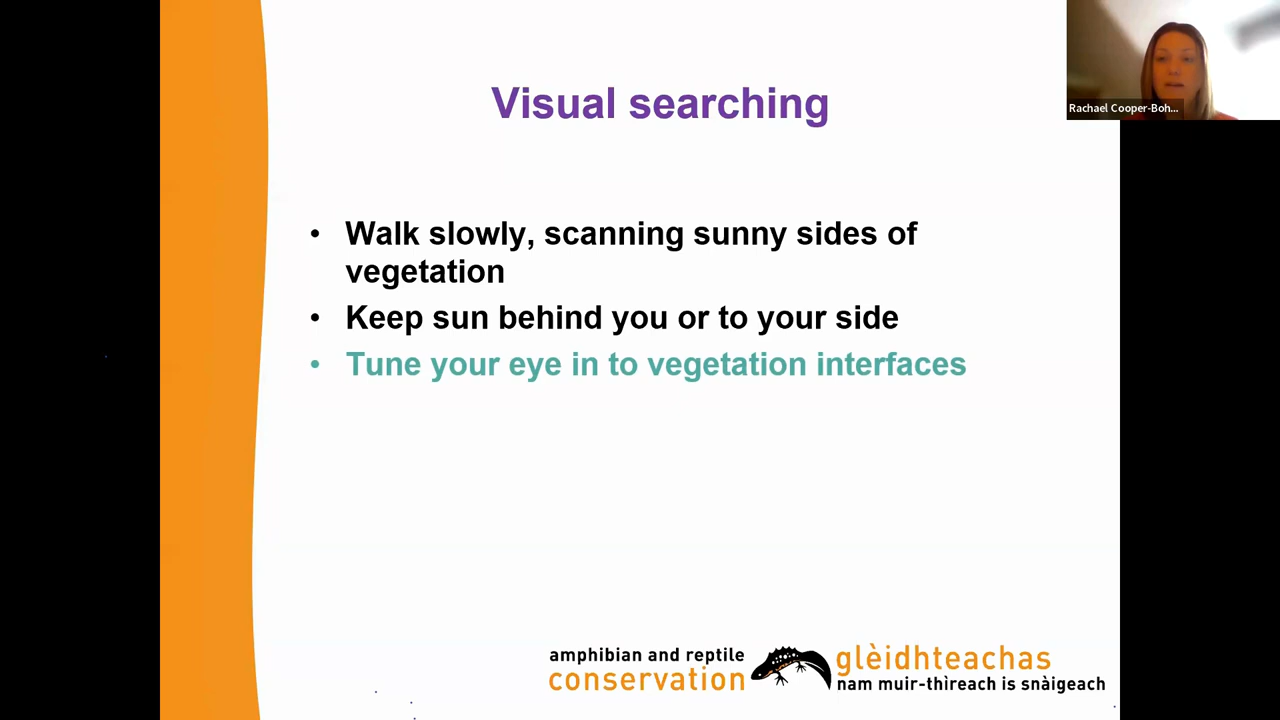 Visual searching
Rachael Cooper-Boh...
• Walk slowly, scanning sunny sides of
vegetation
• Keep sun behind you or to your side
• Tune your eye in to vegetation interfaces
amphibian and reptile
conservation
glèidhteachas
nam muir-thìreach is snàigeach